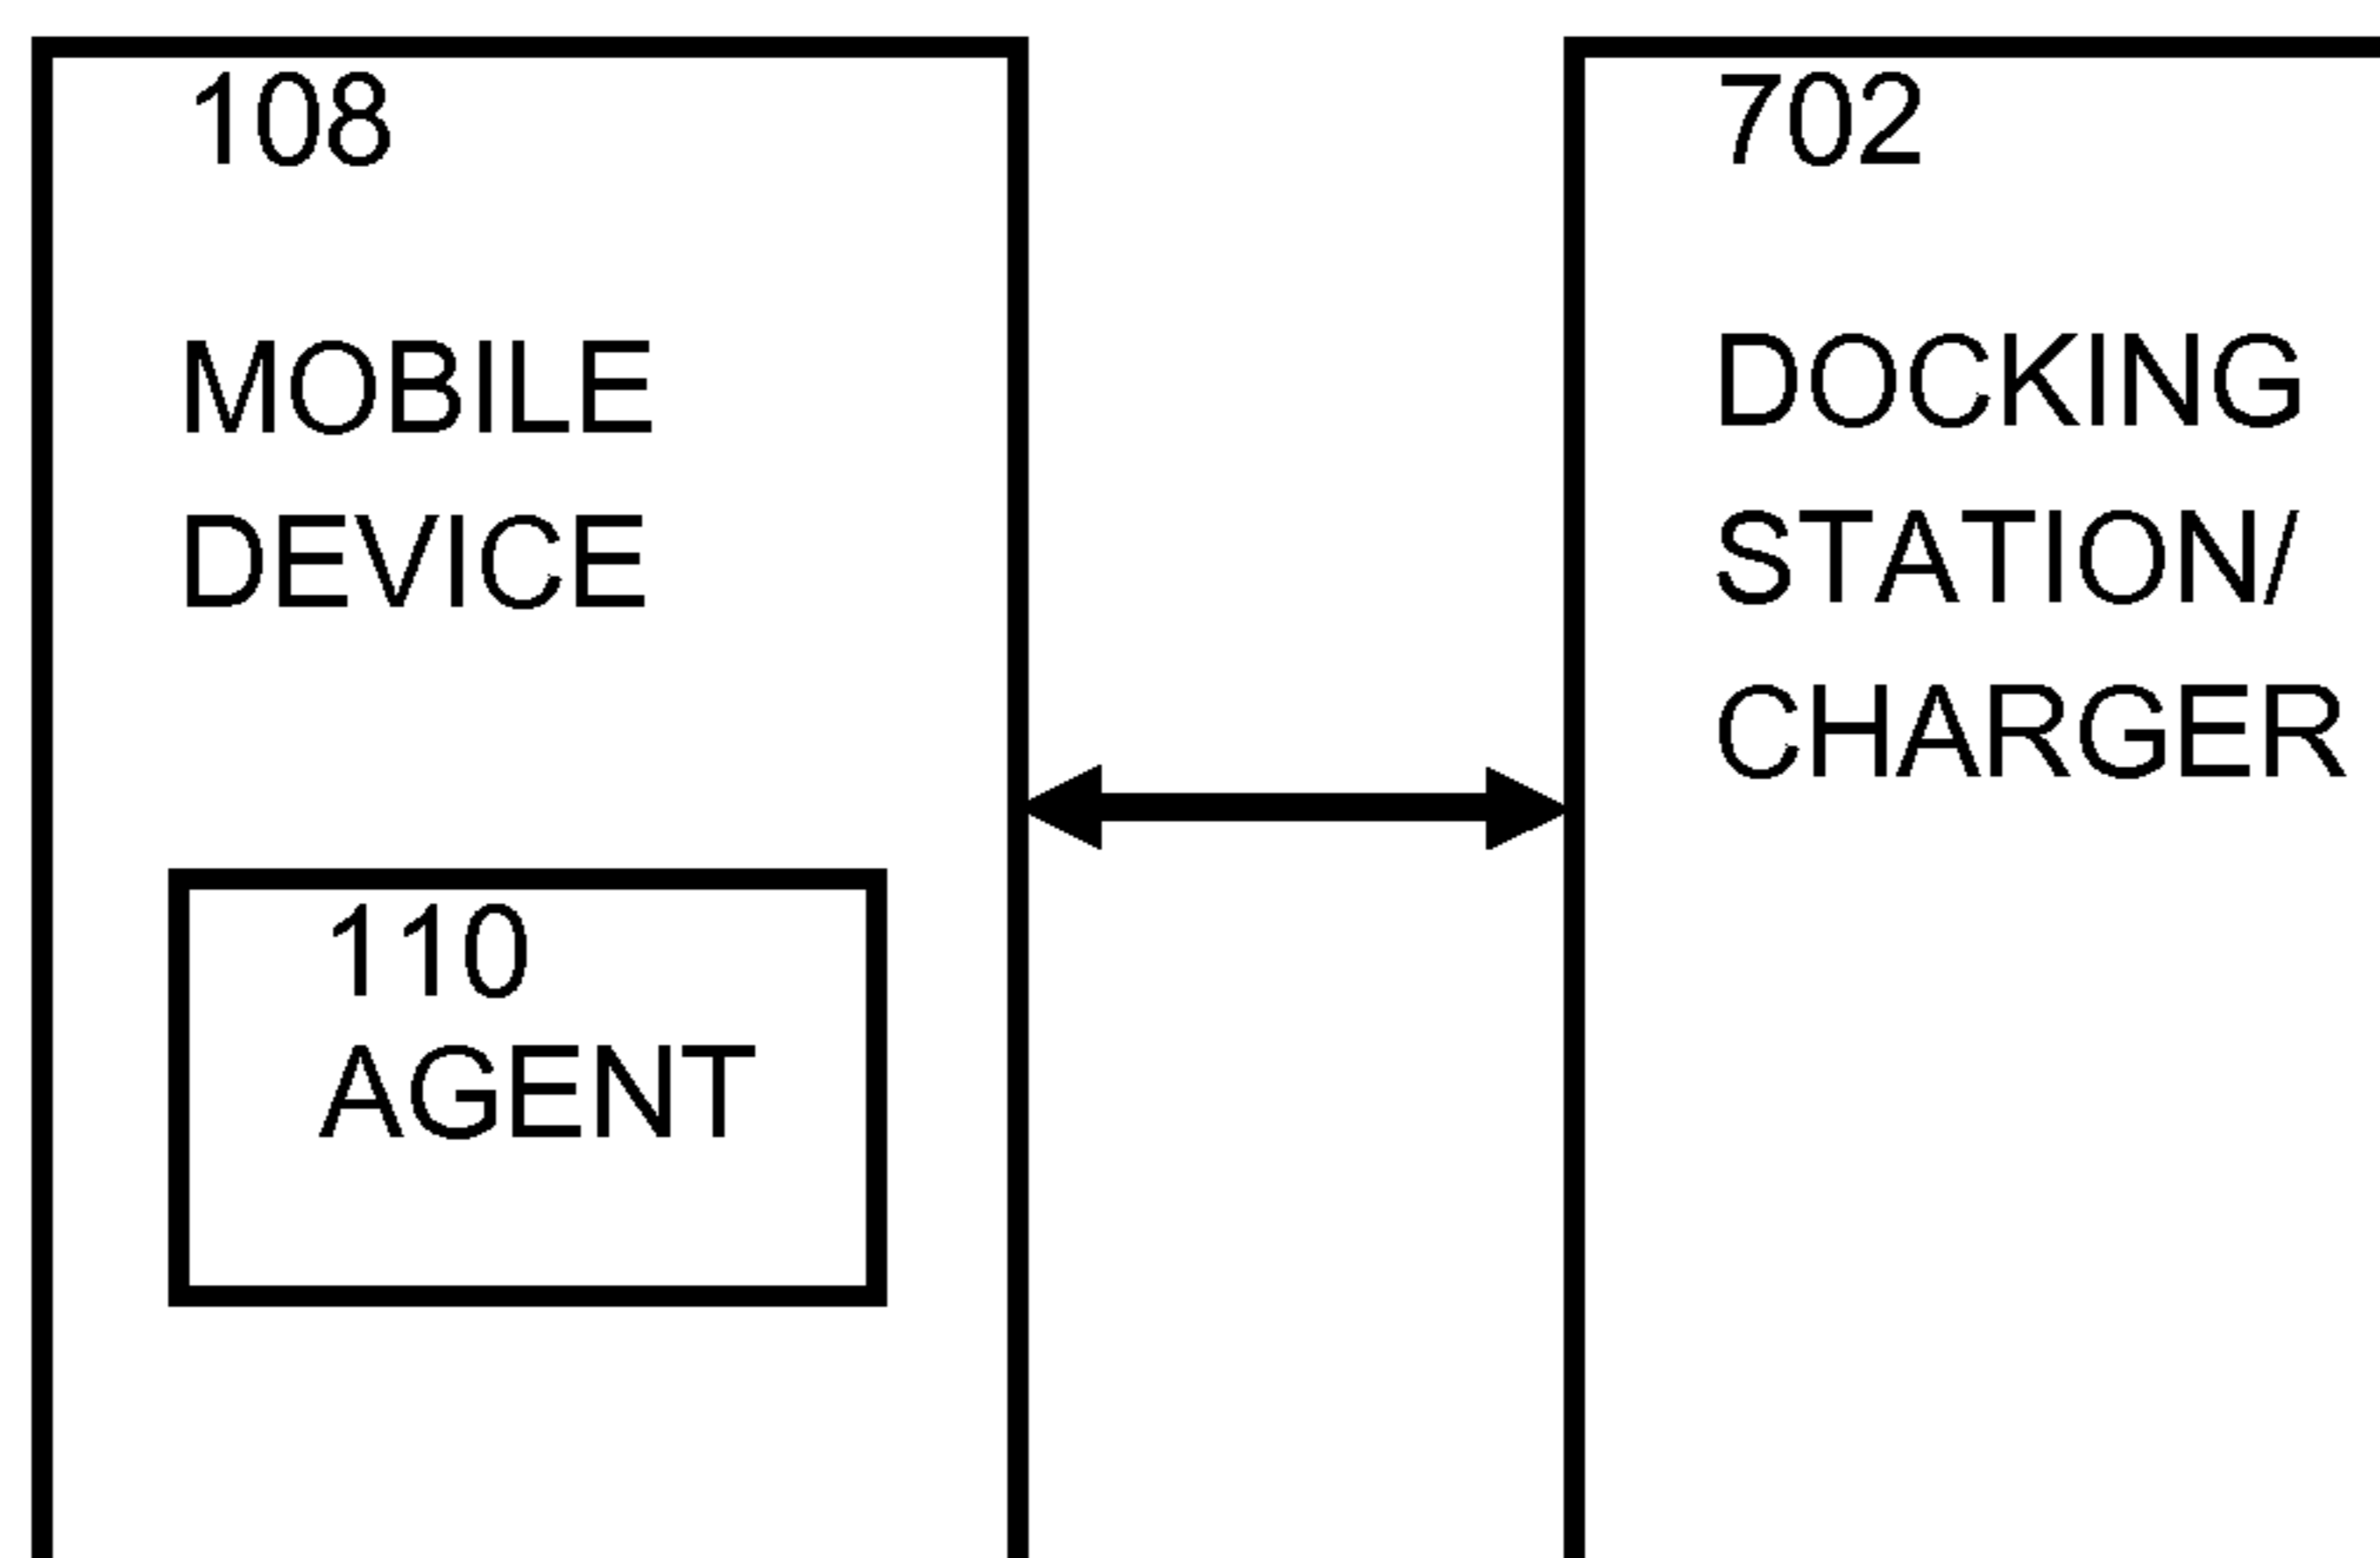 108
MOBILE
DEVICE
110
AGENT
702
DOCKING
STATION/
CHARGER